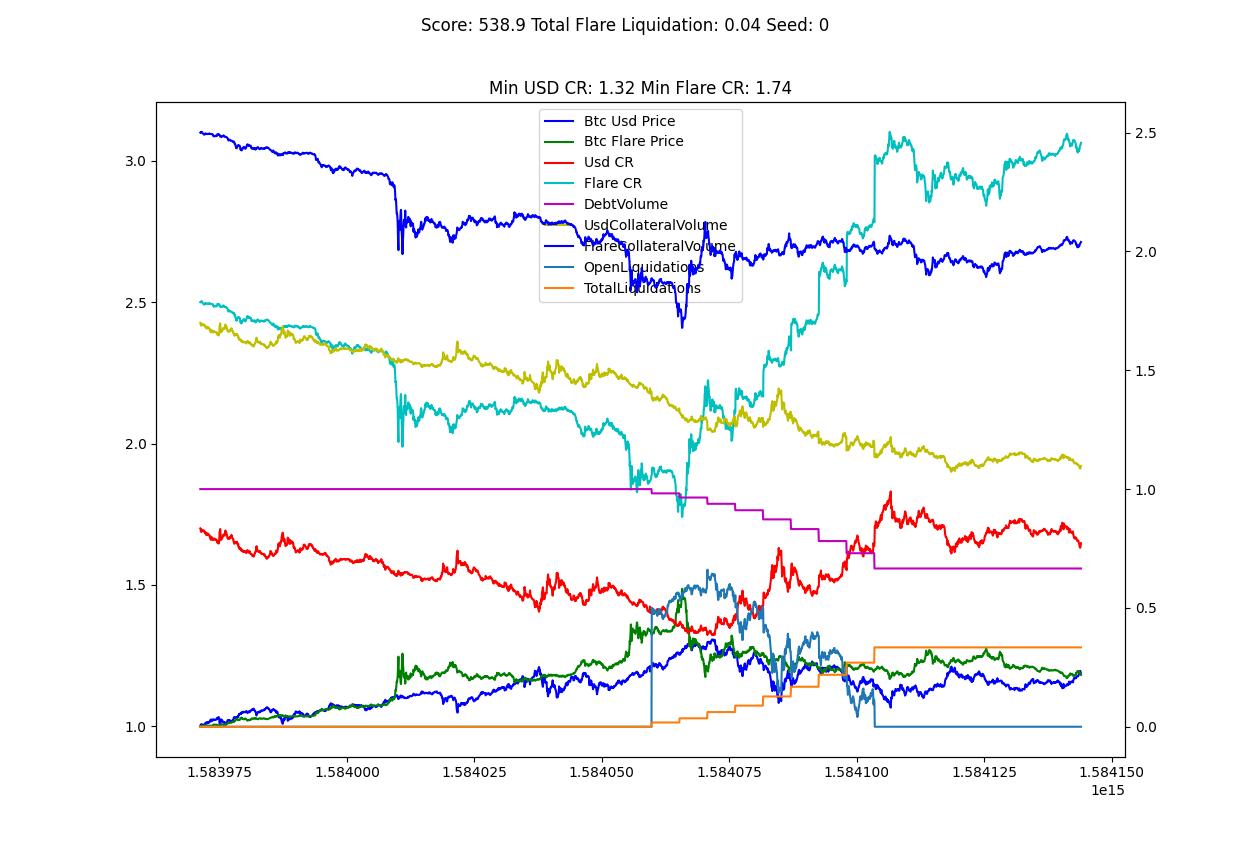 Score: 538.9 Total Flare Liquidation: 0.04 Seed: 0
Min USD CR: 1.32 Min Flare CR: 1.74
Btc Usd Price
Btc Flare Price
Usd CR
Flare CR
DebtVolume
UsdCollateralVolume
FlareCollateralVolume
OpenLiquidations
TotalLiquidations
3.0
2.5
2.0
1.5
1.0
2.5
2.0
1.5
1.0
0.5
0.0
1.583975 1.584000 1.584025 1.584050 1.584075 1.584100 1.584125 1.584150
1e15